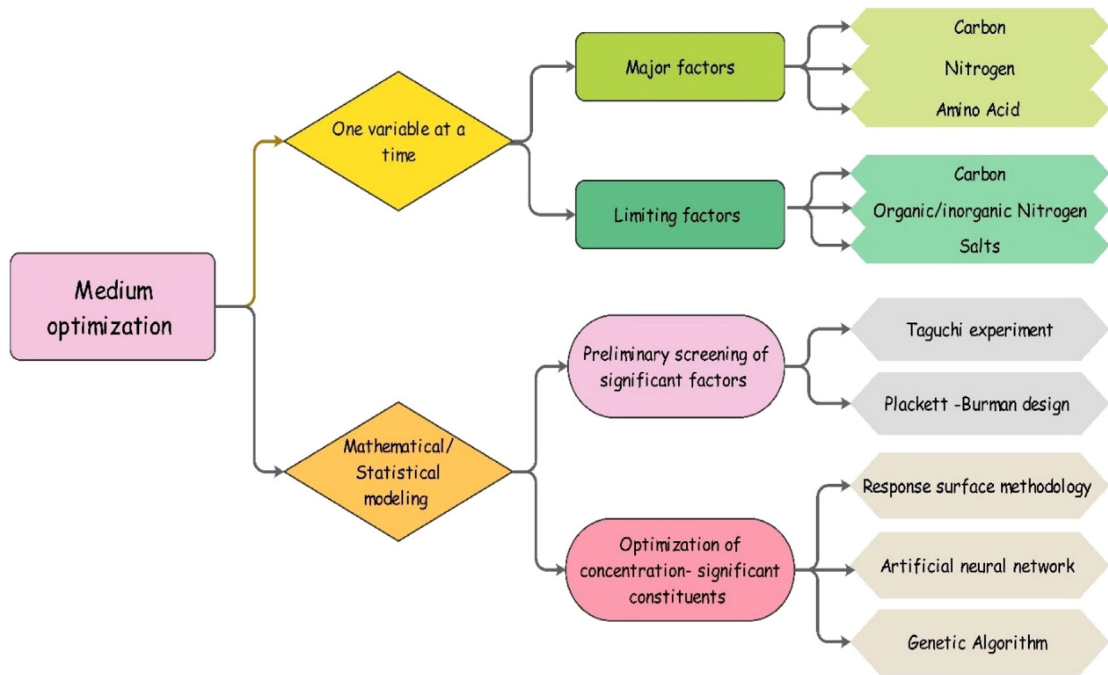 Medium
optimization
One variable at a
time
Major factors
Carbon
Nitrogen
Amino Acid
Limiting factors
Carbon
Organic/inorganic Nitrogen
Salts
Mathematical/
Statistical
modeling
Preliminary screening of
significant factors
Taguchi experiment
Plackett -Burman design
Optimization of
concentration- significant
constituents
Response surface methodology
Artificial neural network
Genetic Algorithm